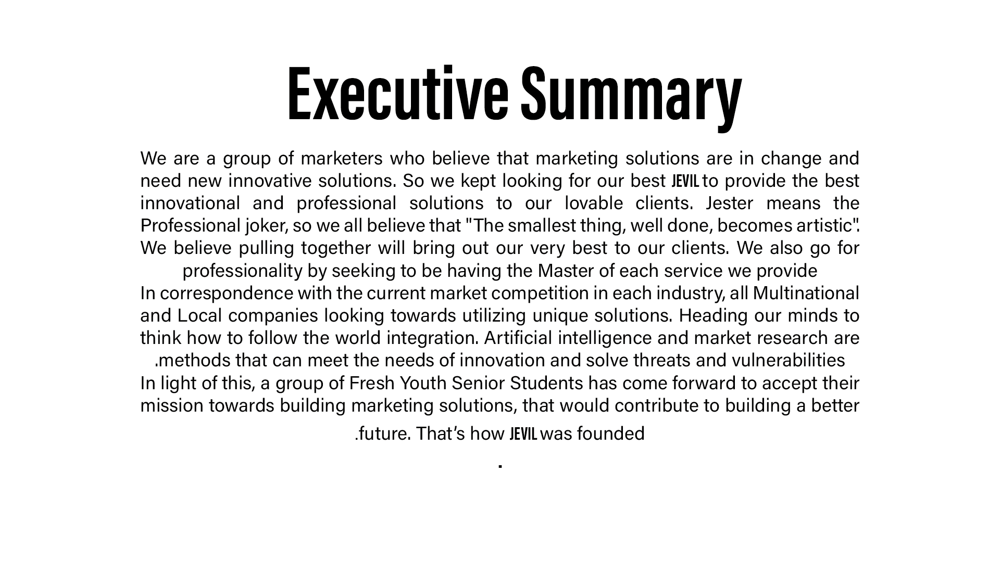 Executive Summary
We are a group of marketers who believe that marketing solutions are in change and
need new innovative solutions. So we kept looking for our best JEVIL to provide the best
innovational and professional solutions to our lovable clients. Jester means the
Professional joker, so we all believe that "The smallest thing, well done, becomes artistic".
We believe pulling together will bring out our very best to our clients. We also go for
professionality by seeking to be having the Master of each service we provide
In correspondence with the current market competition in each industry, all Multinational
and Local companies looking towards utilizing unique solutions. Heading our minds to
think how to follow the world integration. Artificial intelligence and market research are
.methods that can meet the needs of innovation and solve threats and vulnerabilities
In light of this, a group of Fresh Youth Senior Students has come forward to accept their
mission towards building marketing solutions, that would contribute to building a better
.future. That’s how JEVIL was founded
.